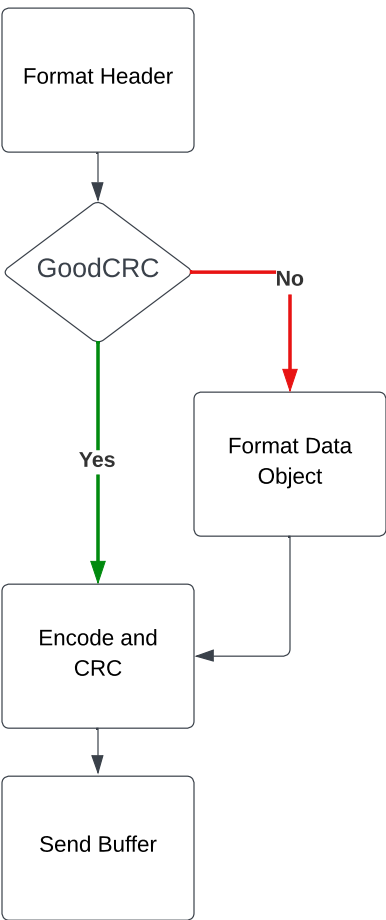 Format Header
GoodCRC
No
Format Data
Object
Yes
Encode and
CRC
Send Buffer